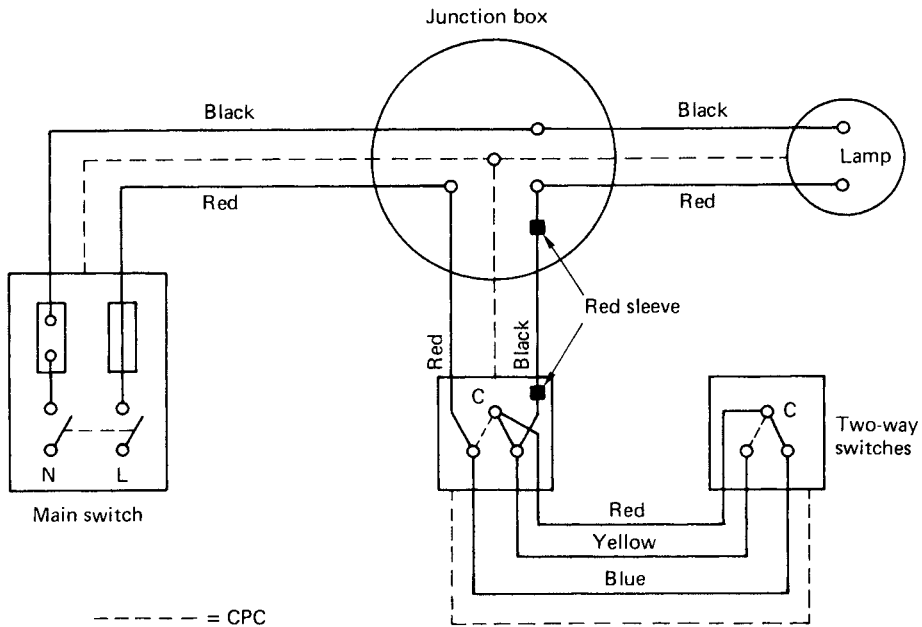 Junction box
Black
Black
Lamp
Red
Red
Red sleeve
Red
Black
C
C
Two-way
switches
N
L
Main switch
Red
Yellow
Blue
= CPC